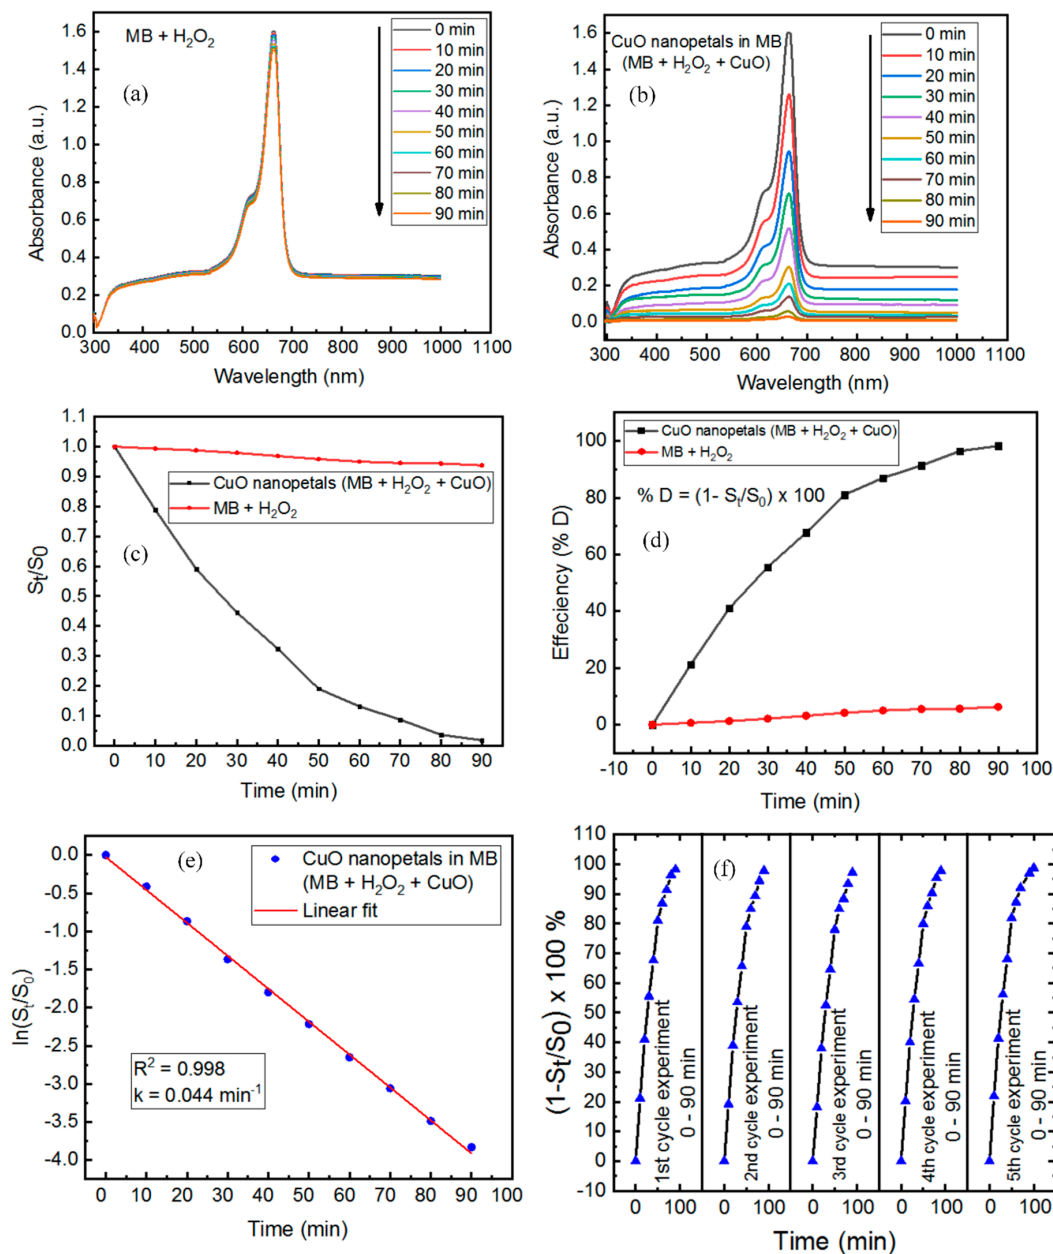 MB + H₂O₂
(a)
0 min
10 min
20 min
30 min
40 min
50 min
60 min
70 min
80 min
90 min
Absorbance (a.u.)
1.6
1.4
1.2
1.0
0.8
0.6
0.4
0.2
0.0
300 400 500 600 700 800 900 1000 1100
Wavelength (nm)
CuO nanopetals in MB
(MB + H₂O₂ + CuO)
(b)
0 min
10 min
20 min
30 min
40 min
50 min
60 min
70 min
80 min
90 min
Absorbance (a.u.)
1.6
1.4
1.2
1.0
0.8
0.6
0.4
0.2
0.0
300 400 500 600 700 800 900 1000 1100
Wavelength (nm)
CuO nanopetals (MB + H₂O₂ + CuO)
MB + H₂O₂
(c)
Sₜ/S₀
1.1
1.0
0.9
0.8
0.7
0.6
0.5
0.4
0.3
0.2
0.1
0.0
0 10 20 30 40 50 60 70 80 90
Time (min)
CuO nanopetals (MB + H₂O₂ + CuO)
MB + H₂O₂
% D = (1- Sₜ/S₀) x 100
(d)
Effeciency (% D)
100
80
60
40
20
0
-10 0 10 20 30 40 50 60 70 80 90 100
Time (min)
(e)
CuO nanopetals in MB
(MB + H₂O₂ + CuO)
Linear fit
R² = 0.998
k = 0.044 min⁻¹
ln(Sₜ/S₀)
0.0
-0.5
-1.0
-1.5
-2.0
-2.5
-3.0
-3.5
-4.0
0 10 20 30 40 50 60 70 80 90 100
Time (min)
(f)
(1-Sₜ/S₀) x 100 %
110
100
90
80
70
60
50
40
30
20
10
0
-10
1st cycle experiment
0 - 90 min
2nd cycle experiment
0 - 90 min
3rd cycle experiment
0 - 90 min
4th cycle experiment
0 - 90 min
5th cycle experiment
0 - 90 min
0 100 0 100 0 100 0 100 0 100
Time (min)